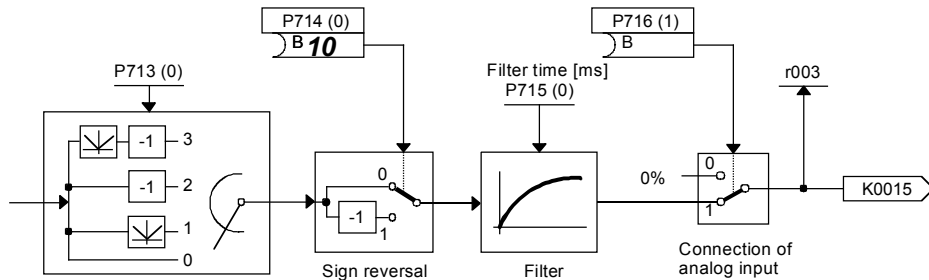 P714 (0)
B 10
P716 (1)
B
P713 (0)
Filter time [ms]
P715 (0)
r003
-1 3
-1 2
1
0
0
-1
1
0%
0
1
K0015
Sign reversal
Filter
Connection of
analog input